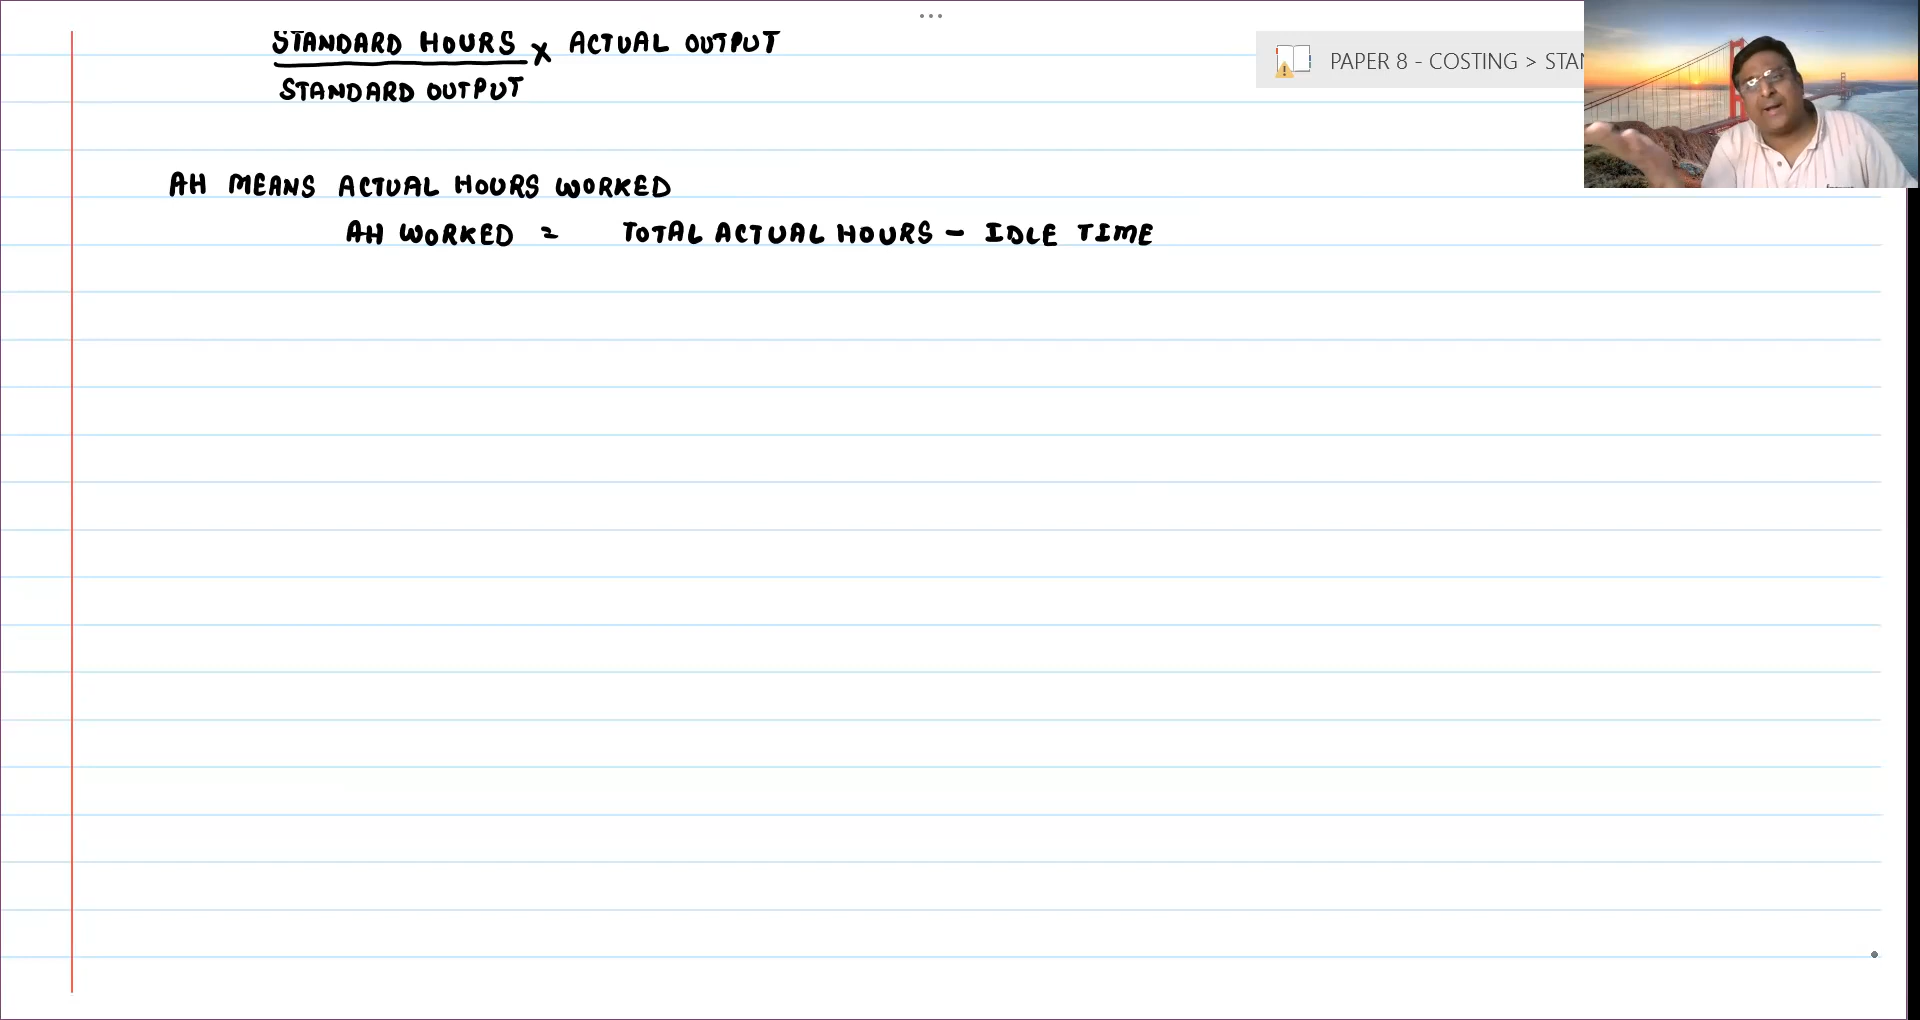 STANDARD HOURS × ACTUAL OUTPUT
STANDARD OUTPUT
PAPER 8 - COSTING >
AH MEANS ACTUAL HOURS WORKED
AH WORKED = TOTAL ACTUAL HOURS - IDLE TIME